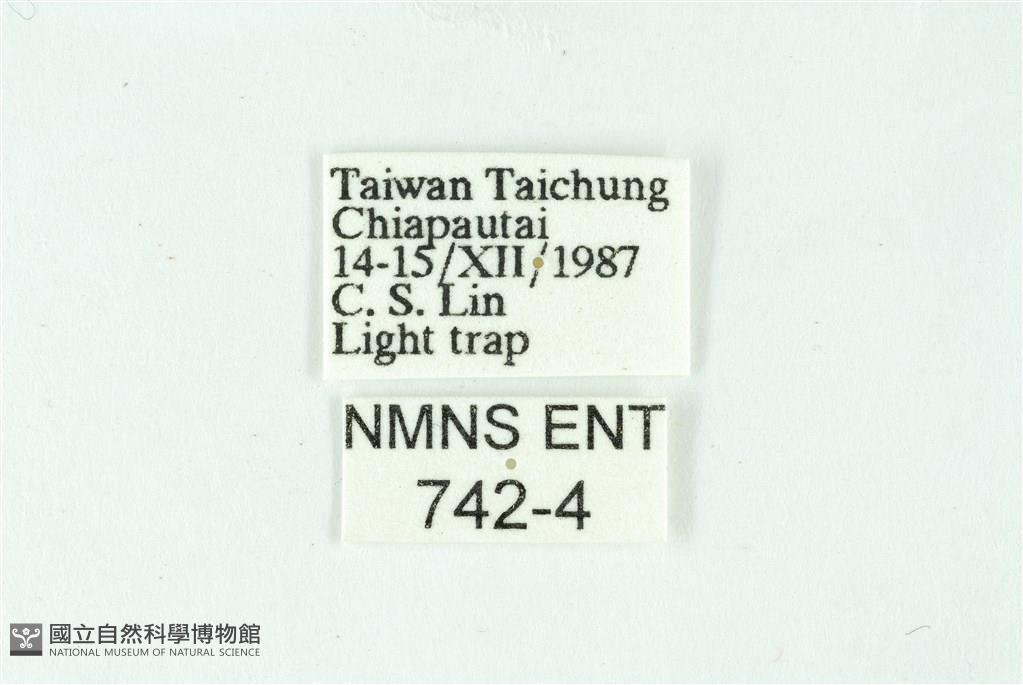 Taiwan Taichung
Chiapautai
14-15/XII/1987
C. S. Lin
Light trap
NMNS ENT
742-4
國立自然科學博物館
NATIONAL MUSEUM OF NATURAL SCIENCE